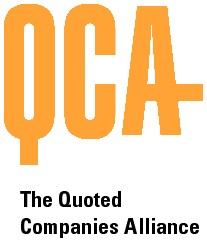 QCA
The Quoted
Companies Alliance